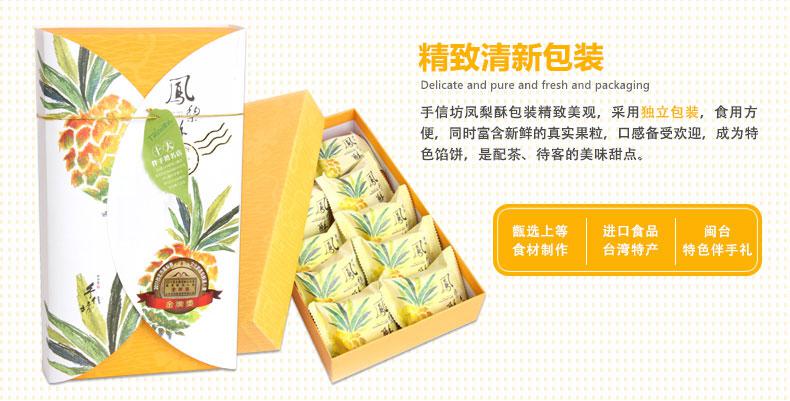 精致清新包装
Delicate and pure and fresh and packaging
手信坊凤梨酥包装精致美观，采用独立包装，食用方
便，同时富含新鲜的真实果粒，口感备受欢迎，成为特
色馅饼，是配茶、待客的美味甜点。
甄选上等
食材制作
进口食品
台湾特产
闽台
特色伴手礼
鳳梨酥
十大
伴手禮名店
金牌獎
鳳
酥
鳳
酥